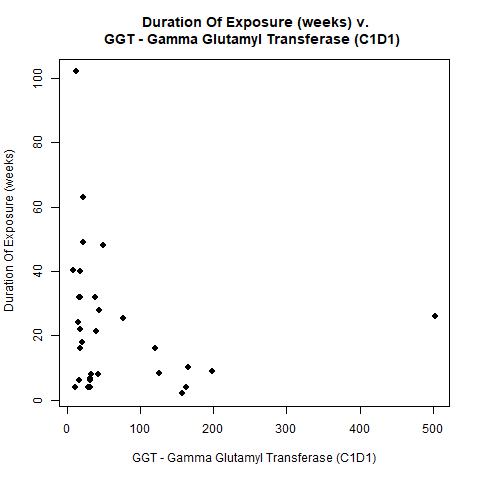 Duration Of Exposure (weeks) v.
GGT - Gamma Glutamyl Transferase (C1D1)
Duration Of Exposure (weeks)
100
80
60
40
20
0
0 100 200 300 400 500
GGT - Gamma Glutamyl Transferase (C1D1)